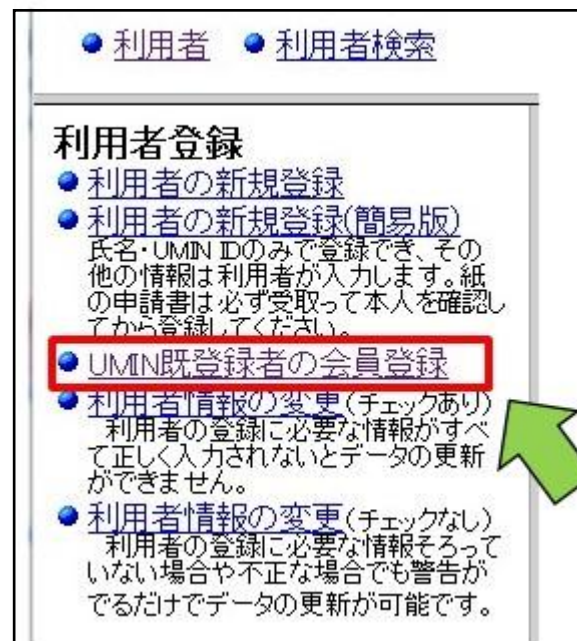 利用者 利用者検索
利用者登録
利用者の新規登録
利用者の新規登録(簡易版)
氏名・UMIN IDのみで登録でき、その
他の情報は利用者が入力します。紙
の申請書は必ず受取って本人を確認し
てから登録してください。
UMIN既登録者の会員登録
利用者情報の変更(チェックあり)
利用者の登録に必要な情報がすべ
て正しく入力されないとデータの更新
ができません。
利用者情報の変更(チェックなし)
利用者の登録に必要な情報そろって
いない場合や不正な場合でも警告が
でるだけでデータの更新が可能です。